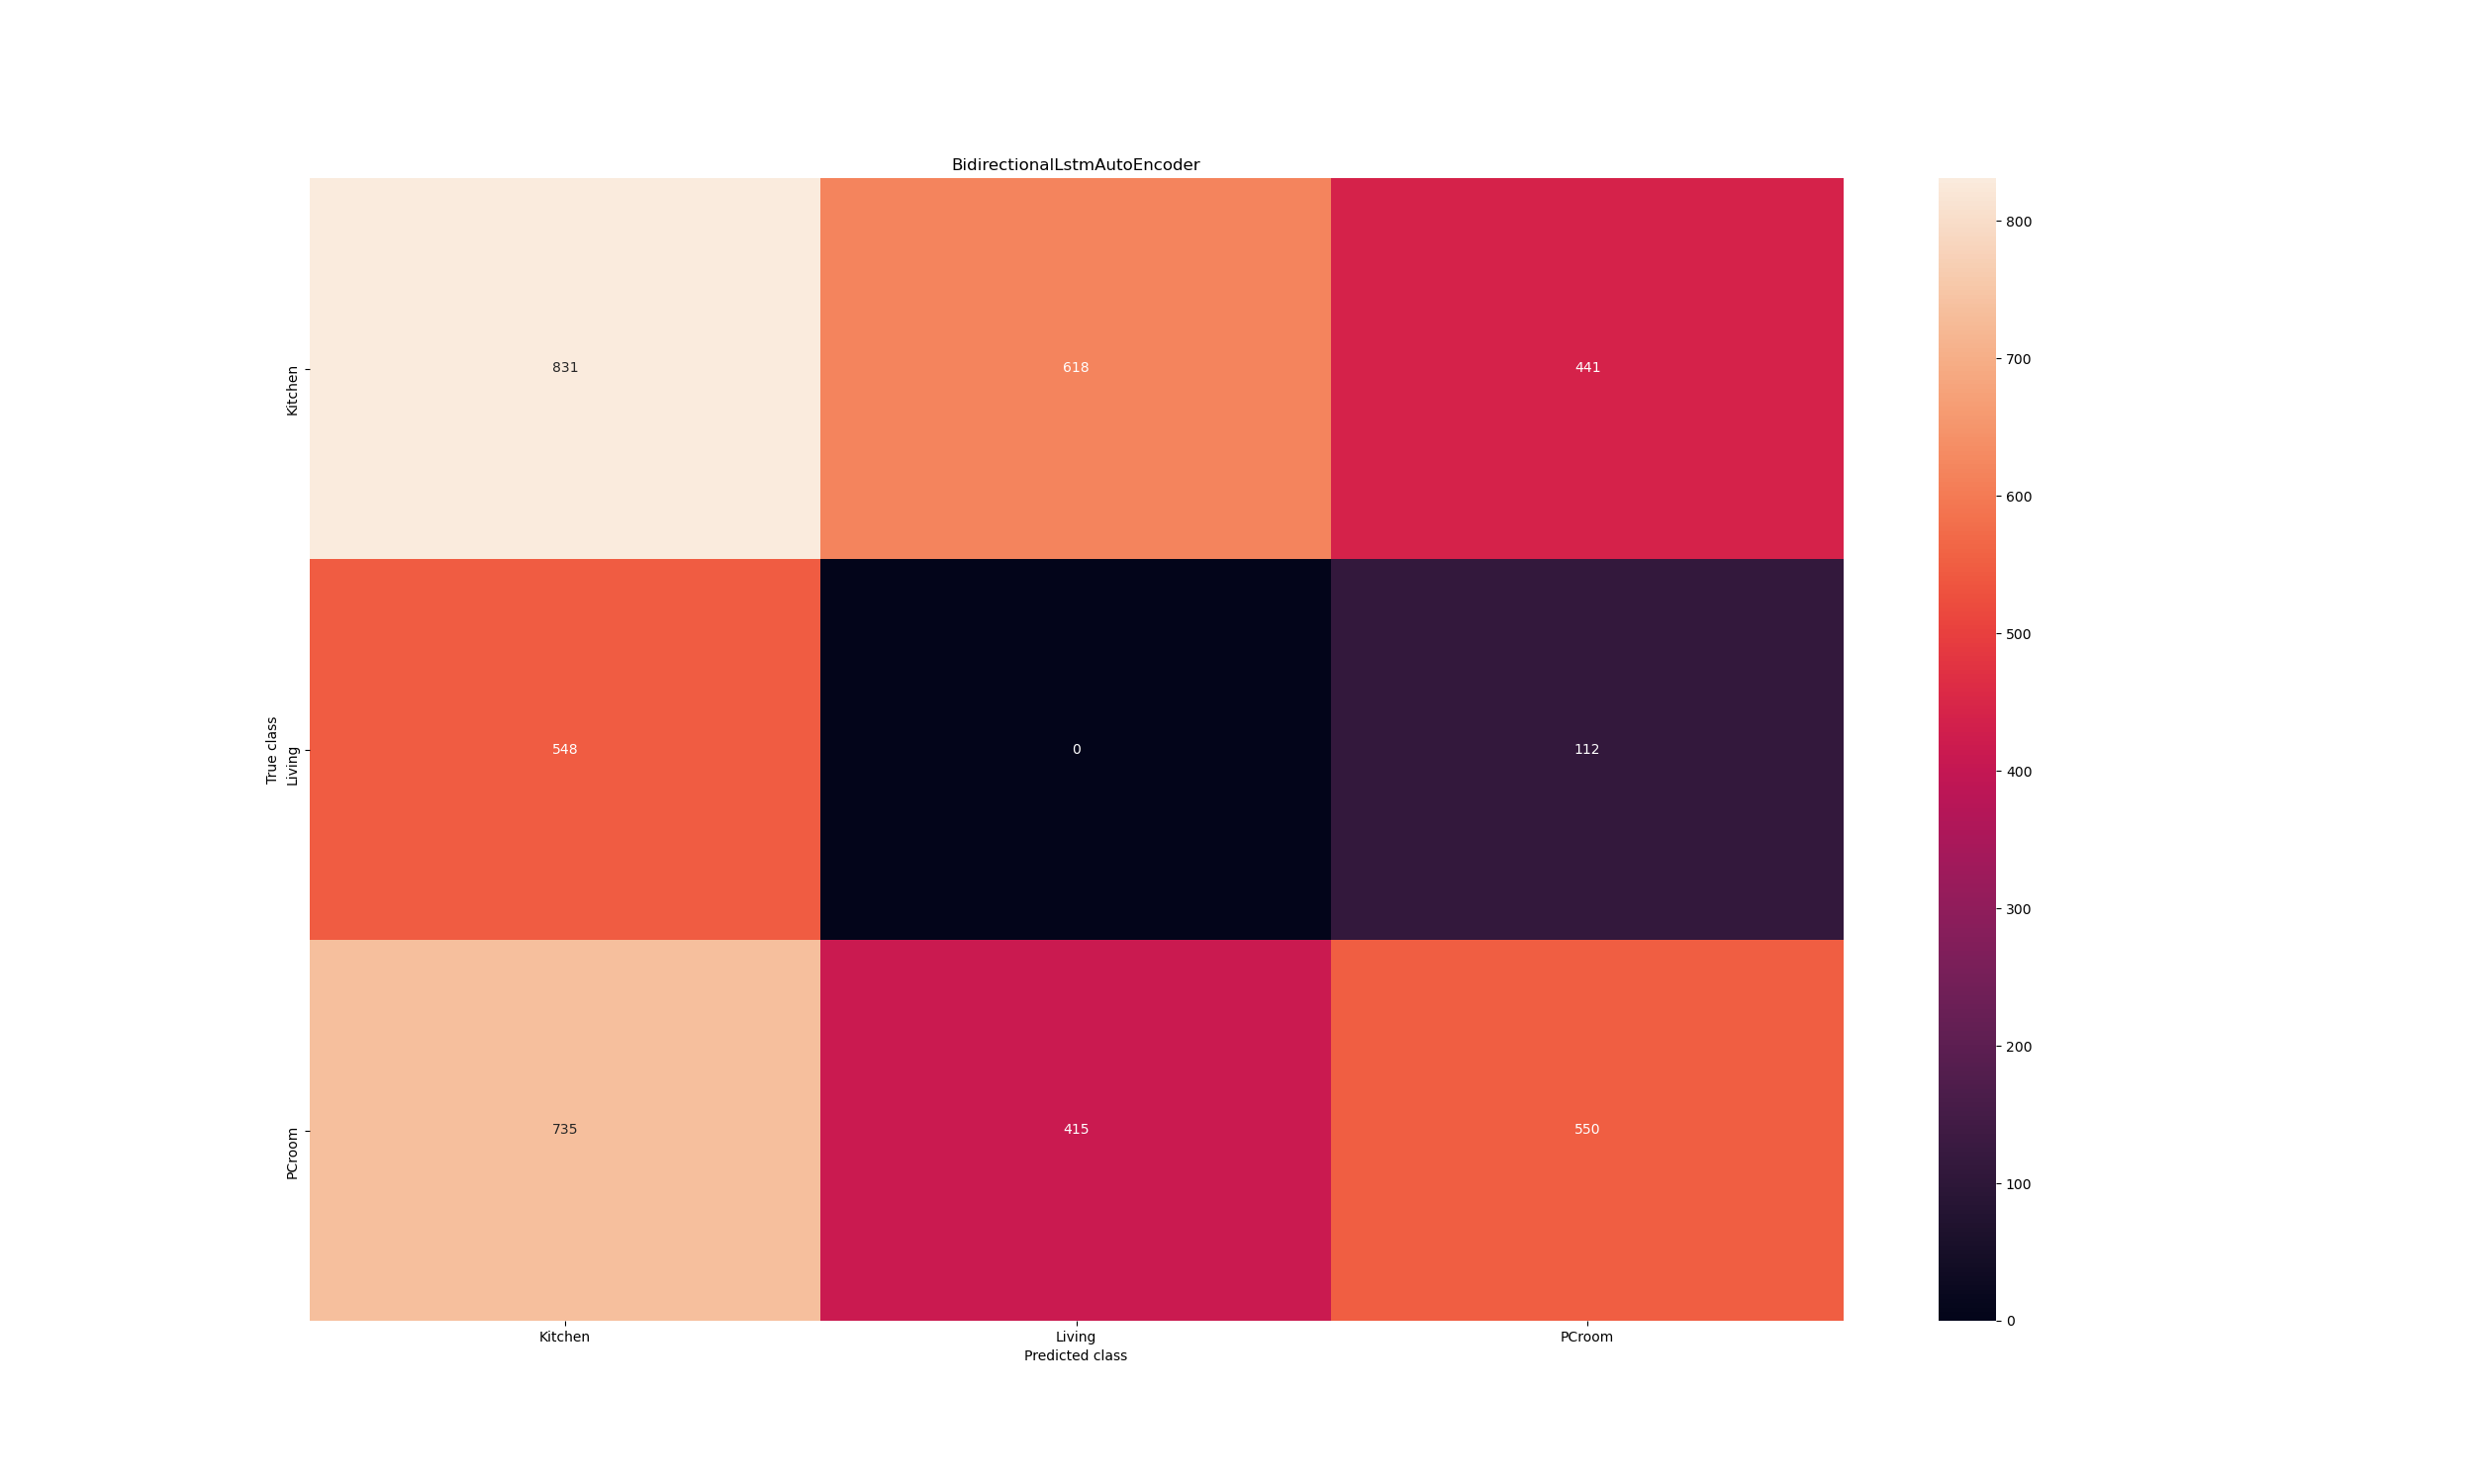 BidirectionalLstmAutoEncoder
True class
Kitchen
831 618 441
Living
548 0 112
PCroom
735 415 550
Kitchen Living PCroom
Predicted class
800
700
600
500
400
300
200
100
0